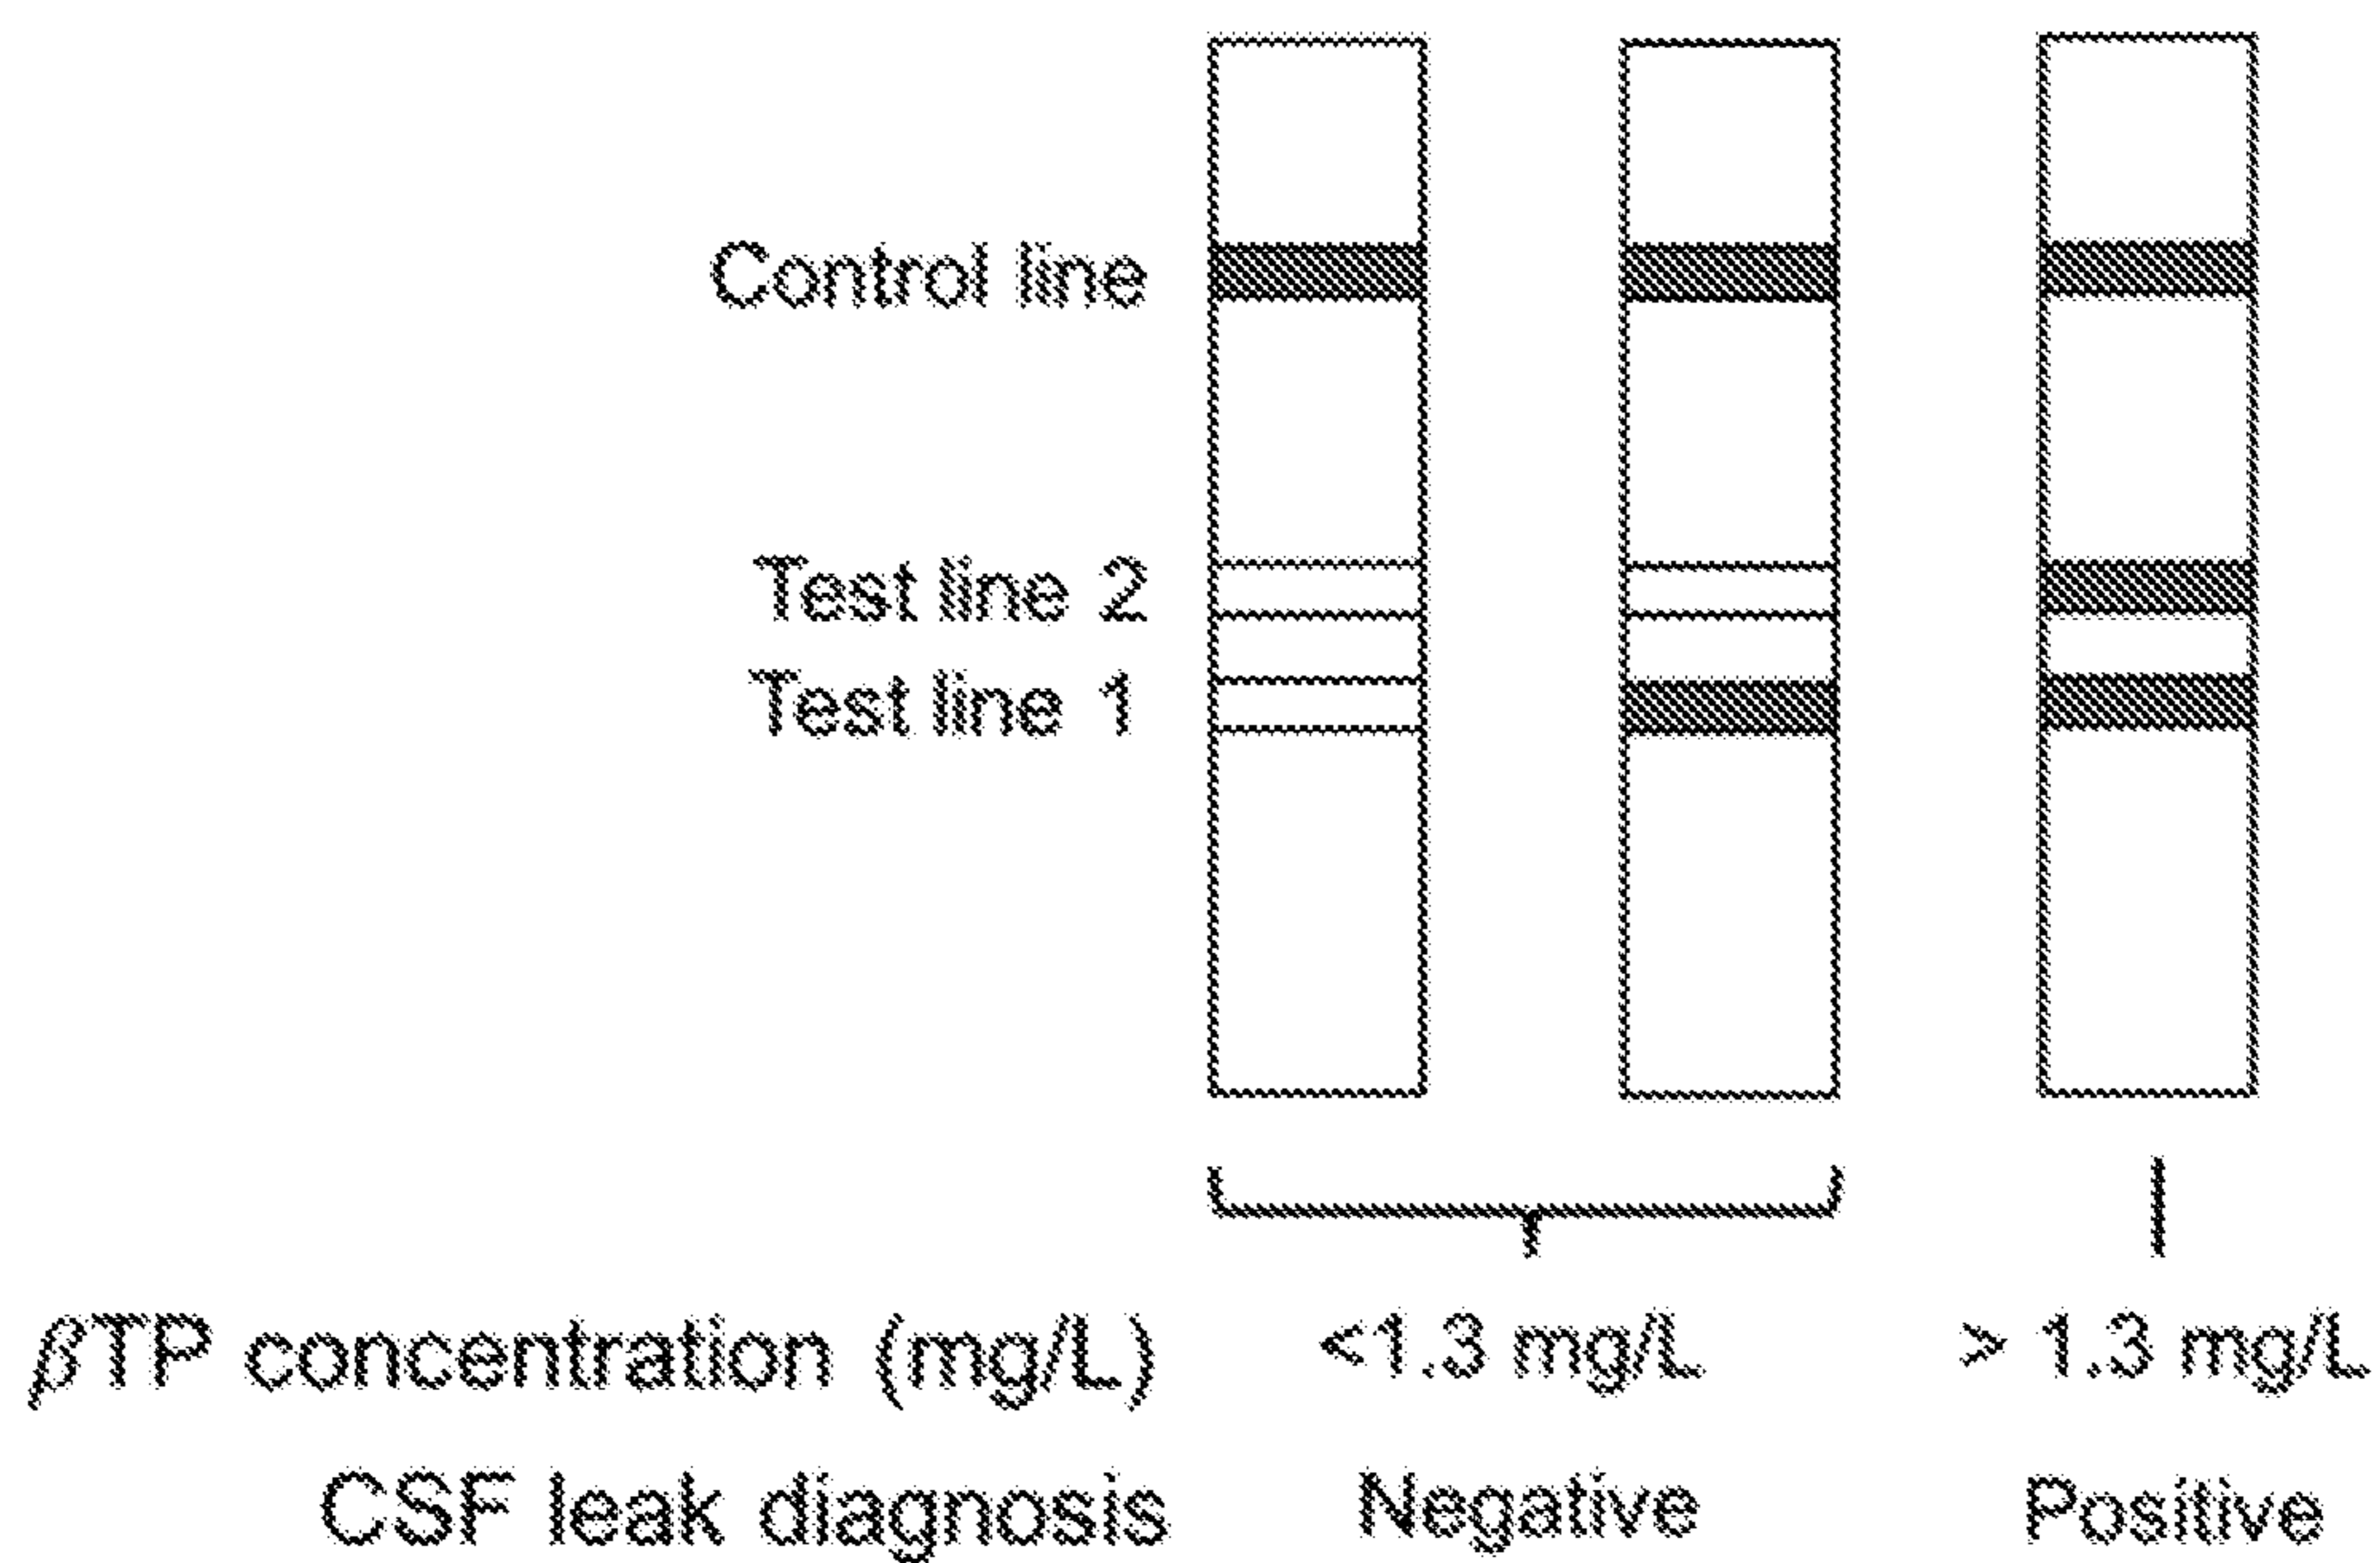 Control line
Test line 2
Test line 1
βTP concentration (mg/L) <1.3 mg/L > 1.3 mg/L
CSF leak diagnosis Negative Positive